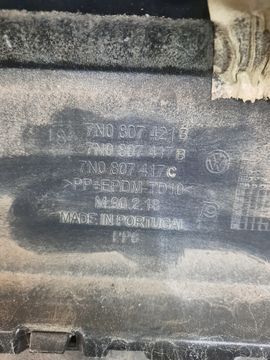 7N0 807 421 B
7N0 807 417 B
7N0 807 417 C
>PP+EPDM-TD10<
MADE IN PORTUGAL